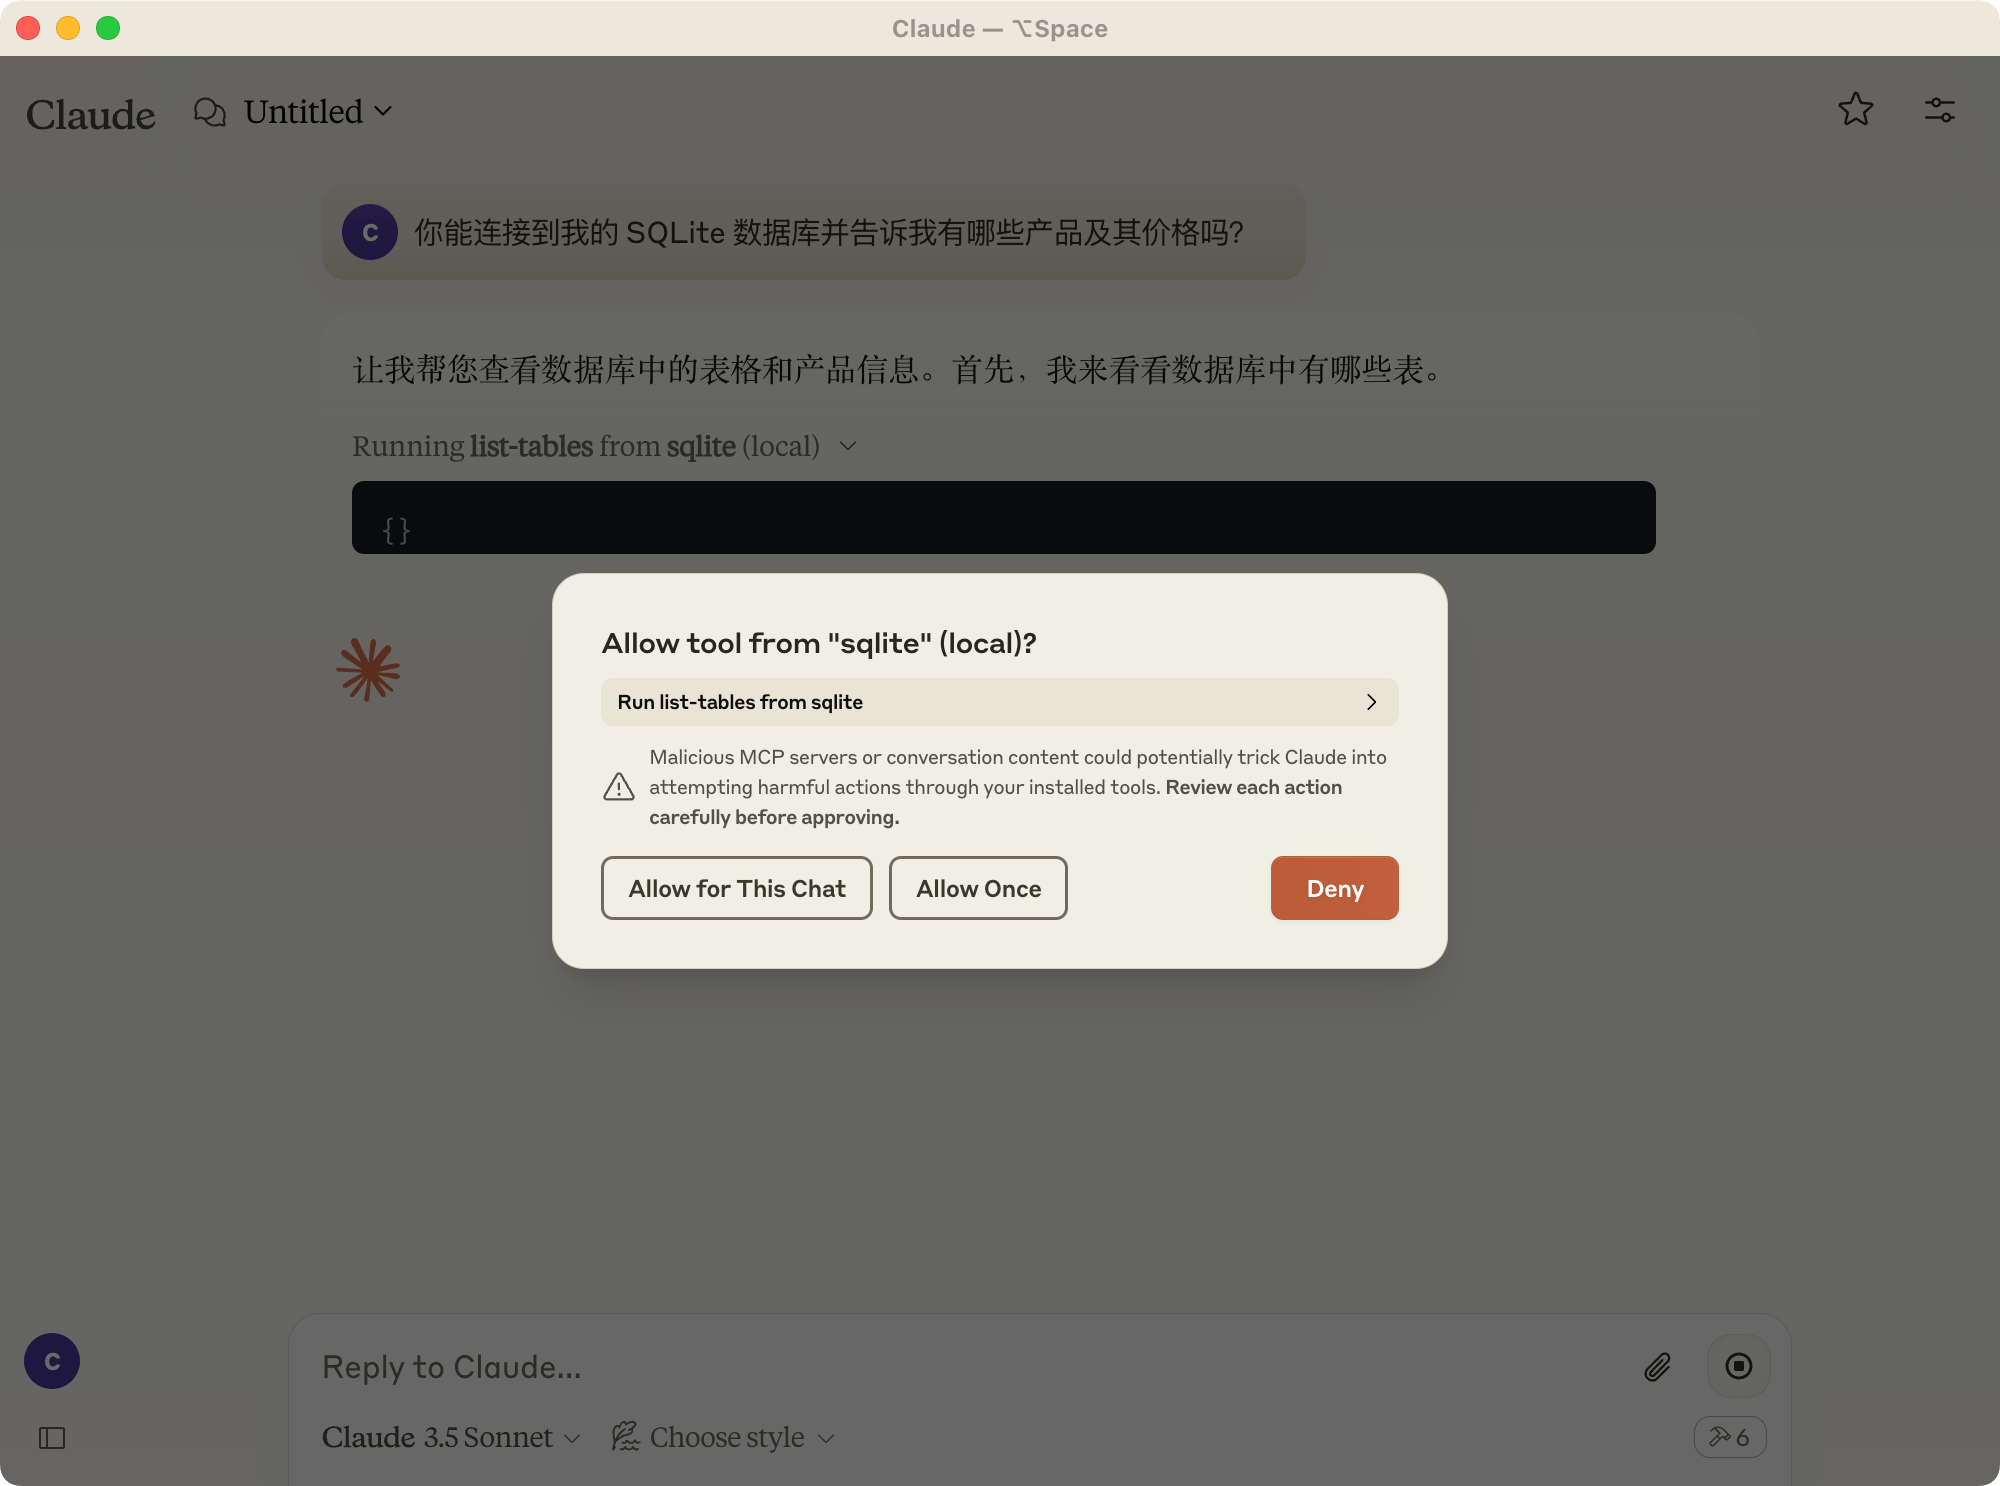 Claude — ⌥Space
Claude
Untitled
C
你能连接到我的 SQLite 数据库并告诉我有哪些产品及其价格吗?
让我帮您查看数据库中的表格和产品信息。首先，我来看看数据库中有哪些表。
Running list-tables from sqlite (local)
{}
Allow tool from "sqlite" (local)?
Run list-tables from sqlite
Malicious MCP servers or conversation content could potentially trick Claude into
attempting harmful actions through your installed tools. Review each action
carefully before approving.
Allow for This Chat
Allow Once
Deny
C
Reply to Claude...
Claude 3.5 Sonnet
Choose style
6